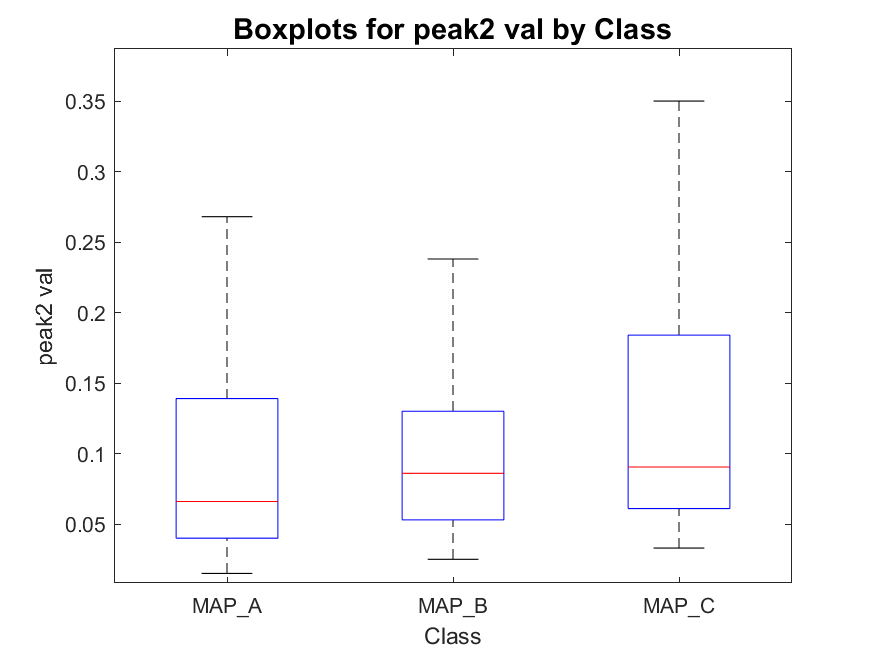 Boxplots for peak2 val by Class
0.35
0.3
0.25
0.2
0.15
0.1
0.05
peak2 val
MAP_A MAP_B MAP_C
Class